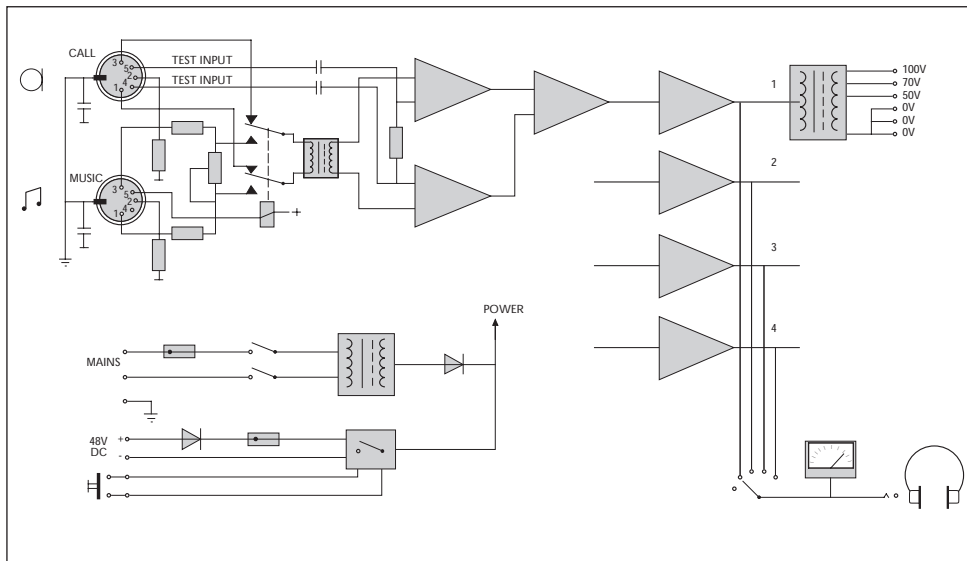 CALL
3
5
2
4
1
TEST INPUT
TEST INPUT
MUSIC
3
5
2
4
1
+
1
100V
70V
50V
0V
0V
0V
2
3
4
POWER
MAINS
48V
DC
+
-